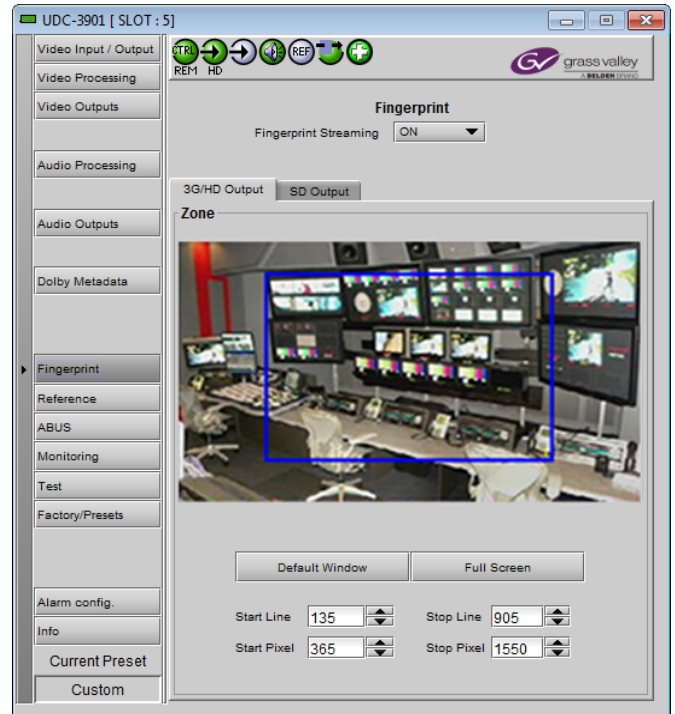 UDC-3901 [ SLOT : 5]
Video Input / Output
Video Processing
Video Outputs
Audio Processing
Audio Outputs
Dolby Metadata
Fingerprint
Reference
ABUS
Monitoring
Test
Factory/Presets
Alarm config.
Info
Current Preset
Custom
CTRL
REF
REM HD
GV grass valley
A BELDEN BRAND
Fingerprint
Fingerprint Streaming ON
3G/HD Output SD Output
Zone
Default Window Full Screen
Start Line 135 Stop Line 905
Start Pixel 365 Stop Pixel 1550